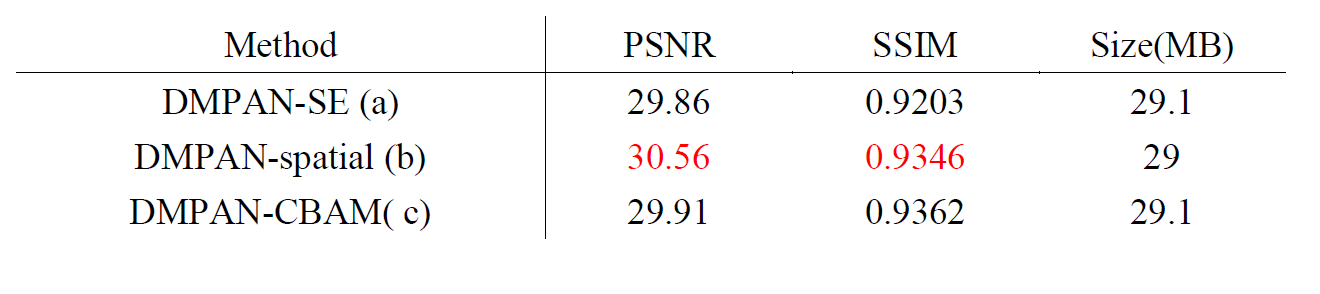 Method PSNR SSIM Size(MB)
DMPAN-SE (a) 29.86 0.9203 29.1
DMPAN-spatial (b) 30.56 0.9346 29
DMPAN-CBAM( c) 29.91 0.9362 29.1